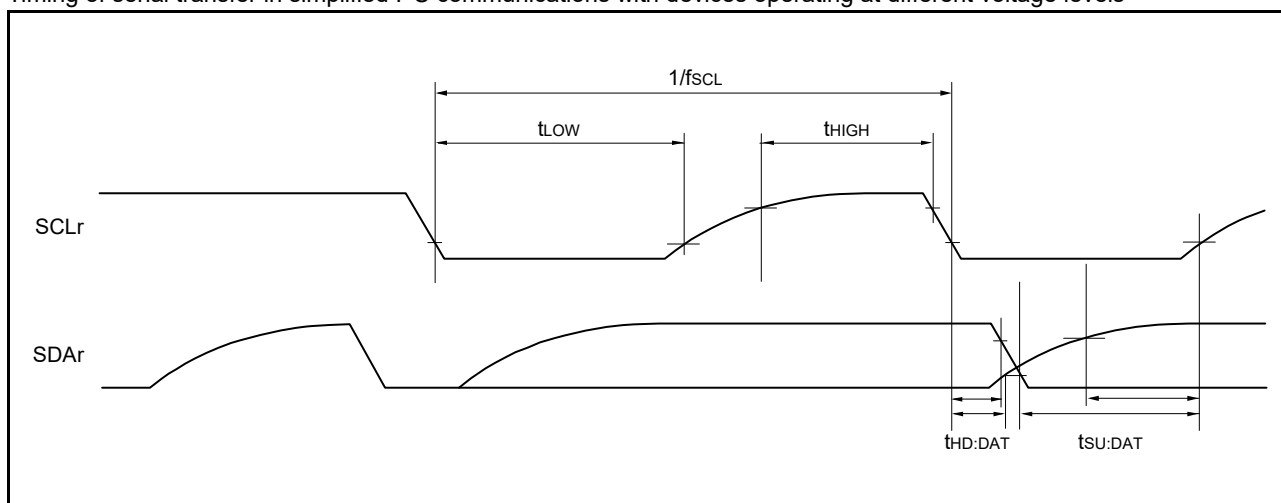 Timing of serial transfer in simplified I²C communications with devices operating at different voltage levels
1/fSCL
tLOW
tHIGH
SCLr
SDAr
tHD:DAT
tSU:DAT